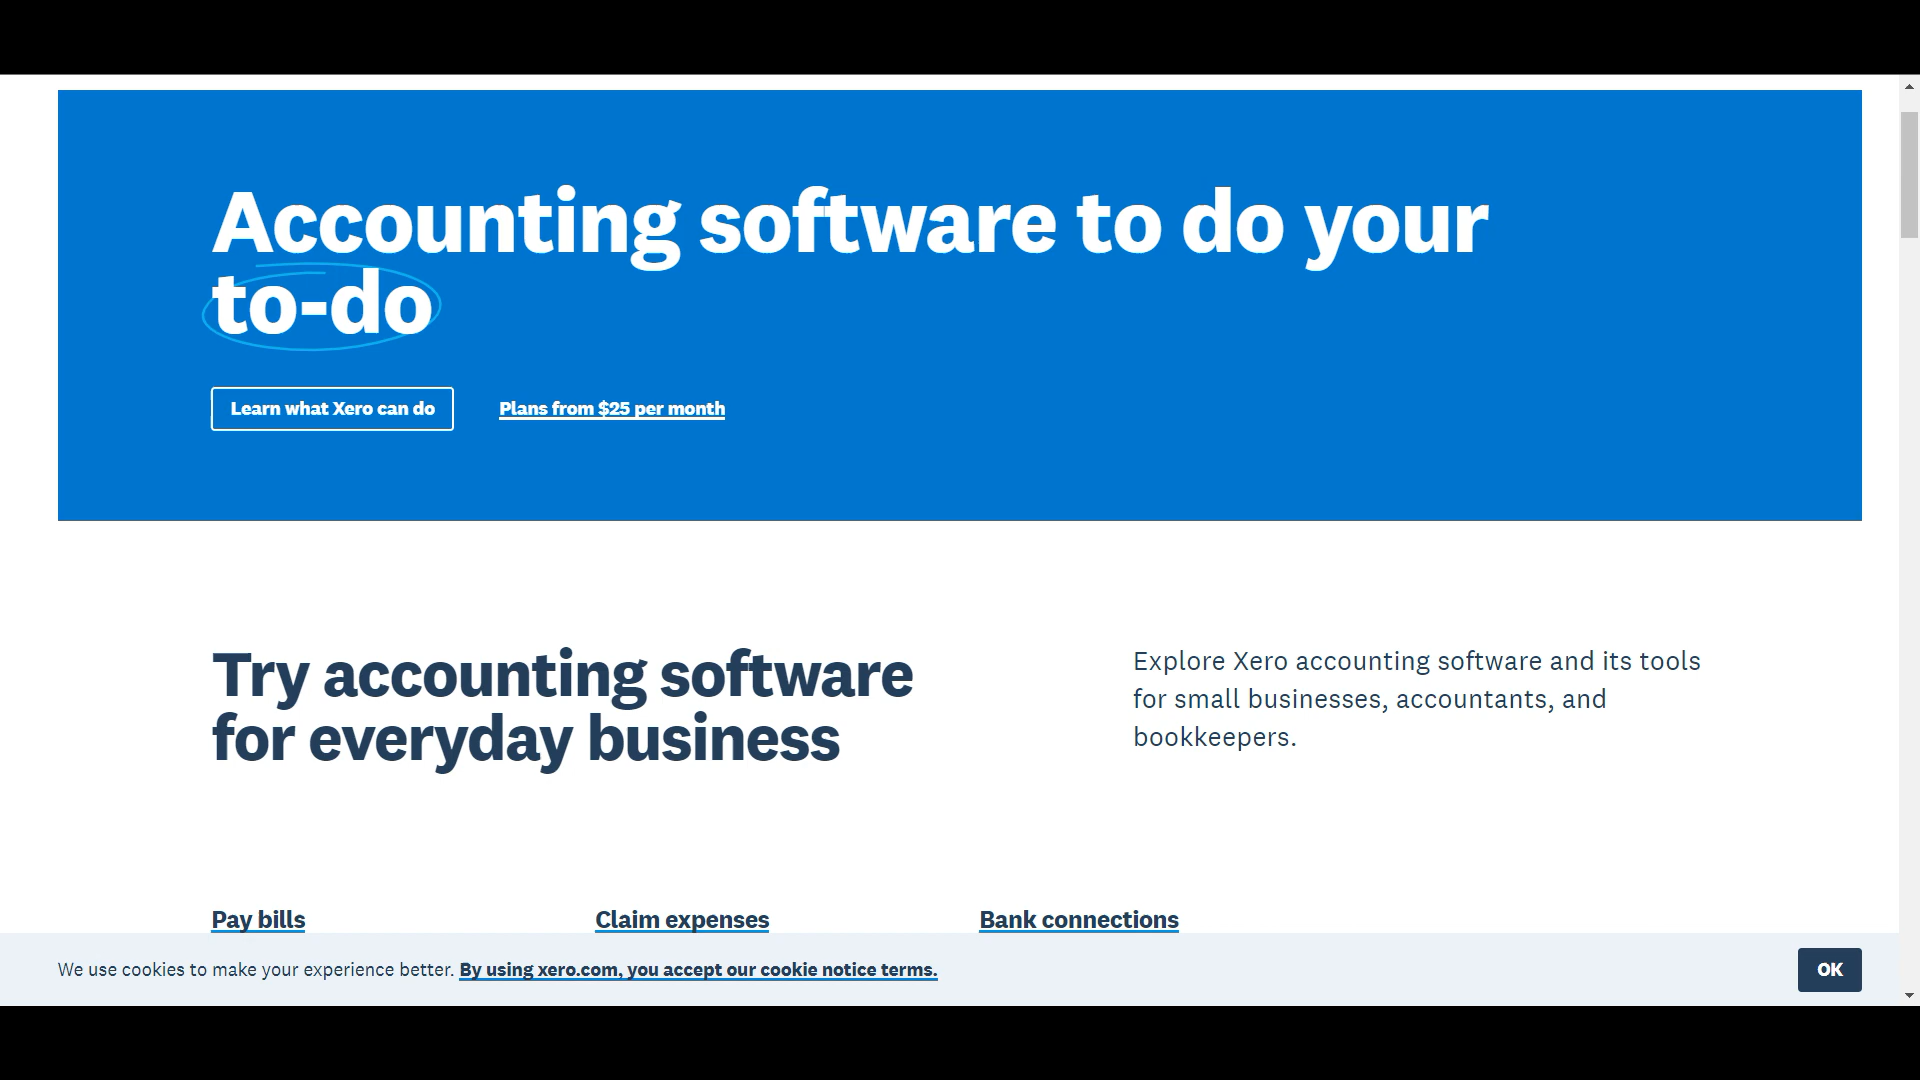 Accounting software to do your
to-do
Learn what Xero can do
Plans from $25 per month
Try accounting software
for everyday business
Explore Xero accounting software and its tools
for small businesses, accountants, and
bookkeepers.
Pay bills
Claim expenses
Bank connections
We use cookies to make your experience better. By using xero.com, you accept our cookie notice terms.
OK